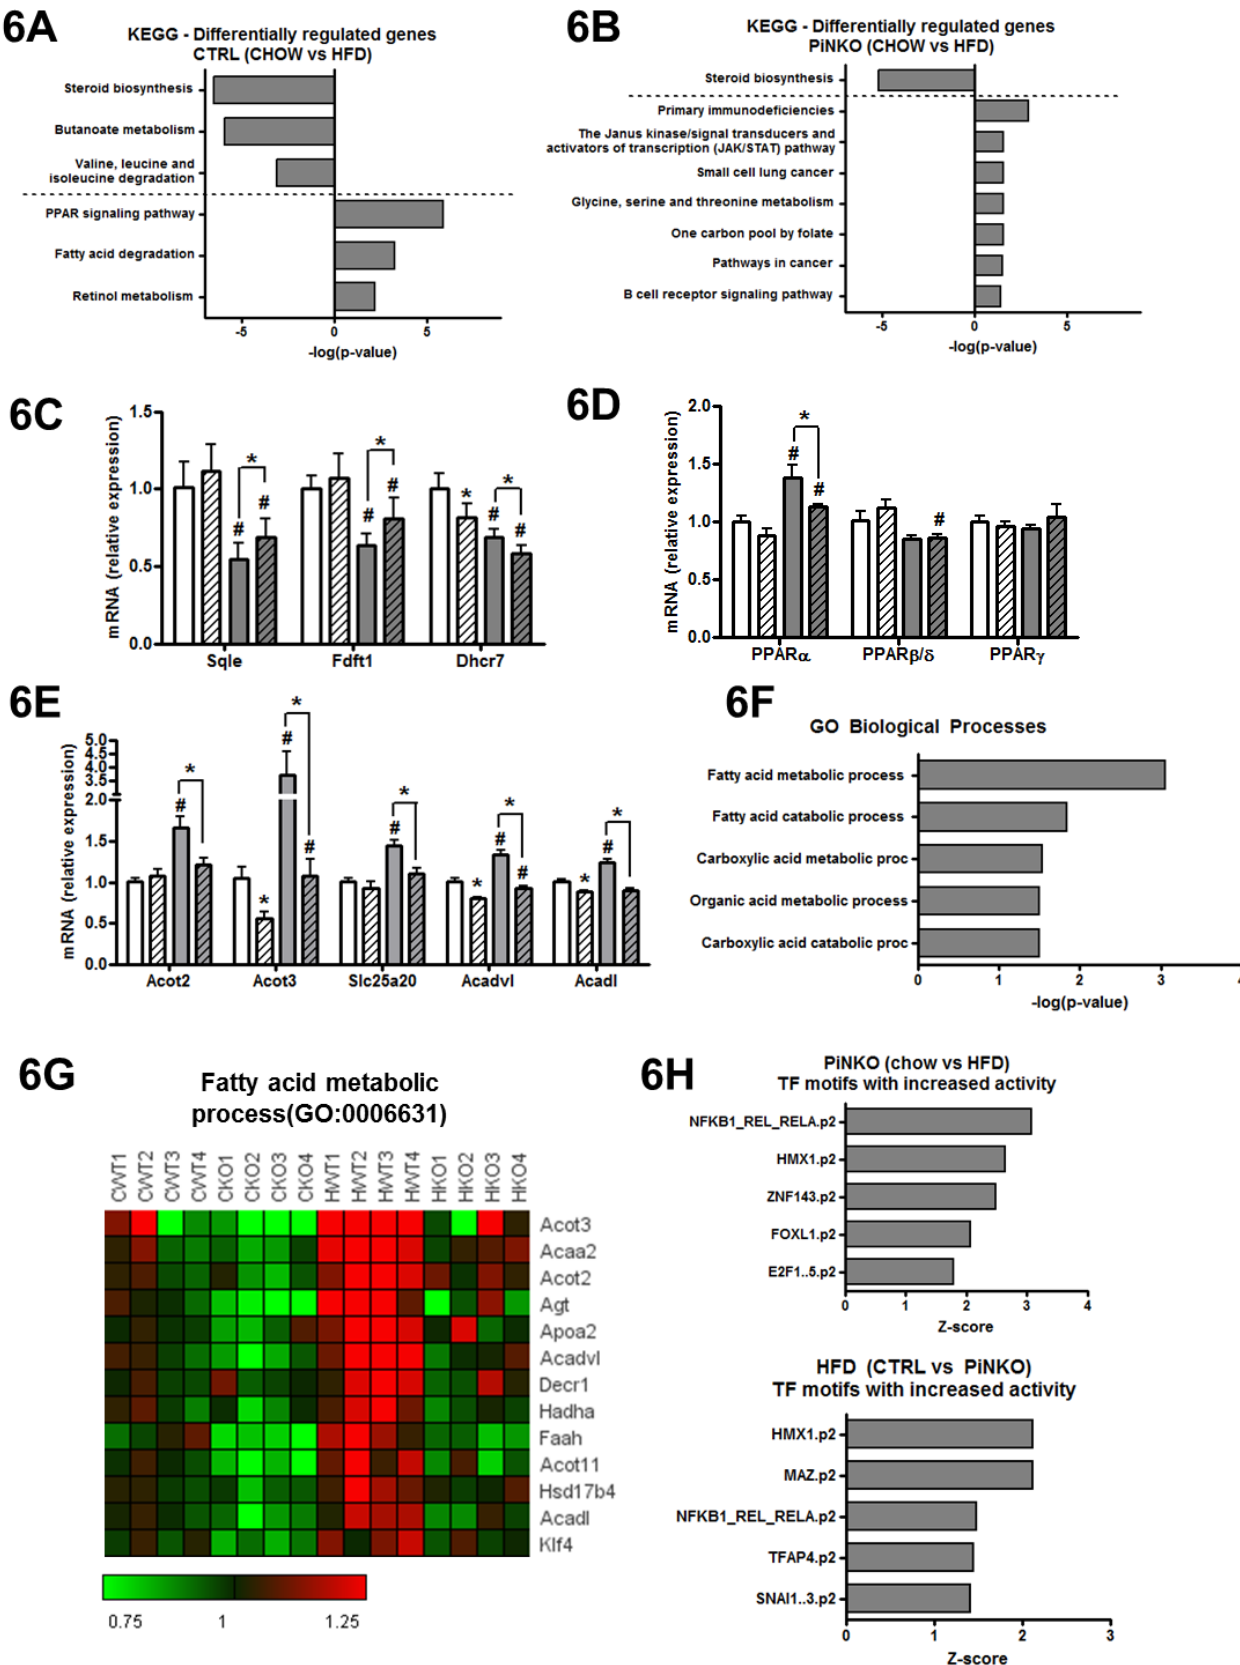 6A
KEGG - Differentially regulated genes
CTRL (CHOW vs HFD)
Steroid biosynthesis
Butanoate metabolism
Valine, leucine and
isoleucine degradation
PPAR signaling pathway
Fatty acid degradation
Retinol metabolism
-5 0 5
-log(p-value)
6B
KEGG - Differentially regulated genes
PiNKO (CHOW vs HFD)
Steroid biosynthesis
Primary immunodeficiencies
The Janus kinase/signal transducers and
activators of transcription (JAK/STAT) pathway
Small cell lung cancer
Glycine, serine and threonine metabolism
One carbon pool by folate
Pathways in cancer
B cell receptor signaling pathway
-5 0 5
-log(p-value)
6C
mRNA (relative expression)
1.5
1.0
0.5
0.0
* * * *
# # # # # #
Sqle Fdft1 Dhcr7
6D
mRNA (relative expression)
2.0
1.5
1.0
0.5
0.0
*
# # #
PPARα PPARβ/δ PPARγ
6E
mRNA (relative expression)
5.0
4.5
4.0
3.5
2.0
1.5
1.0
0.5
0.0
* * * * * * * *
# # # # # # #
Acot2 Acot3 Slc25a20 Acadvl Acadl
6F
GO Biological Processes
Fatty acid metabolic process
Fatty acid catabolic process
Carboxylic acid metabolic proc
Organic acid metabolic process
Carboxylic acid catabolic proc
0 1 2 3 4
-log(p-value)
6G
Fatty acid metabolic
process(GO:0006631)
CWT1 CWT2 CWT3 CWT4 CKO1 CKO2 CKO3 CKO4 HWT1 HWT2 HWT3 HWT4 HKO1 HKO2 HKO3 HKO4
Acot3
Acaa2
Acot2
Agt
Apoa2
Acadvl
Decr1
Hadha
Faah
Acot11
Hsd17b4
Acadl
Klf4
0.75 1 1.25
6H
PiNKO (chow vs HFD)
TF motifs with increased activity
NFKB1_REL_RELA.p2
HMX1.p2
ZNF143.p2
FOXL1.p2
E2F1..5.p2
0 1 2 3 4
Z-score
HFD (CTRL vs PiNKO)
TF motifs with increased activity
HMX1.p2
MAZ.p2
NFKB1_REL_RELA.p2
TFAP4.p2
SNAI1..3.p2
0 1 2 3
Z-score